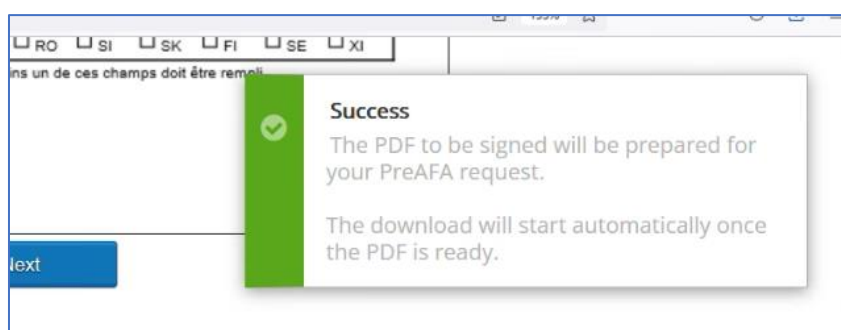 RO SI SK FI SE XI
ins un de ces champs doit être rempli
Success
The PDF to be signed will be prepared for
your PreAFA request.
The download will start automatically once
the PDF is ready.
Next